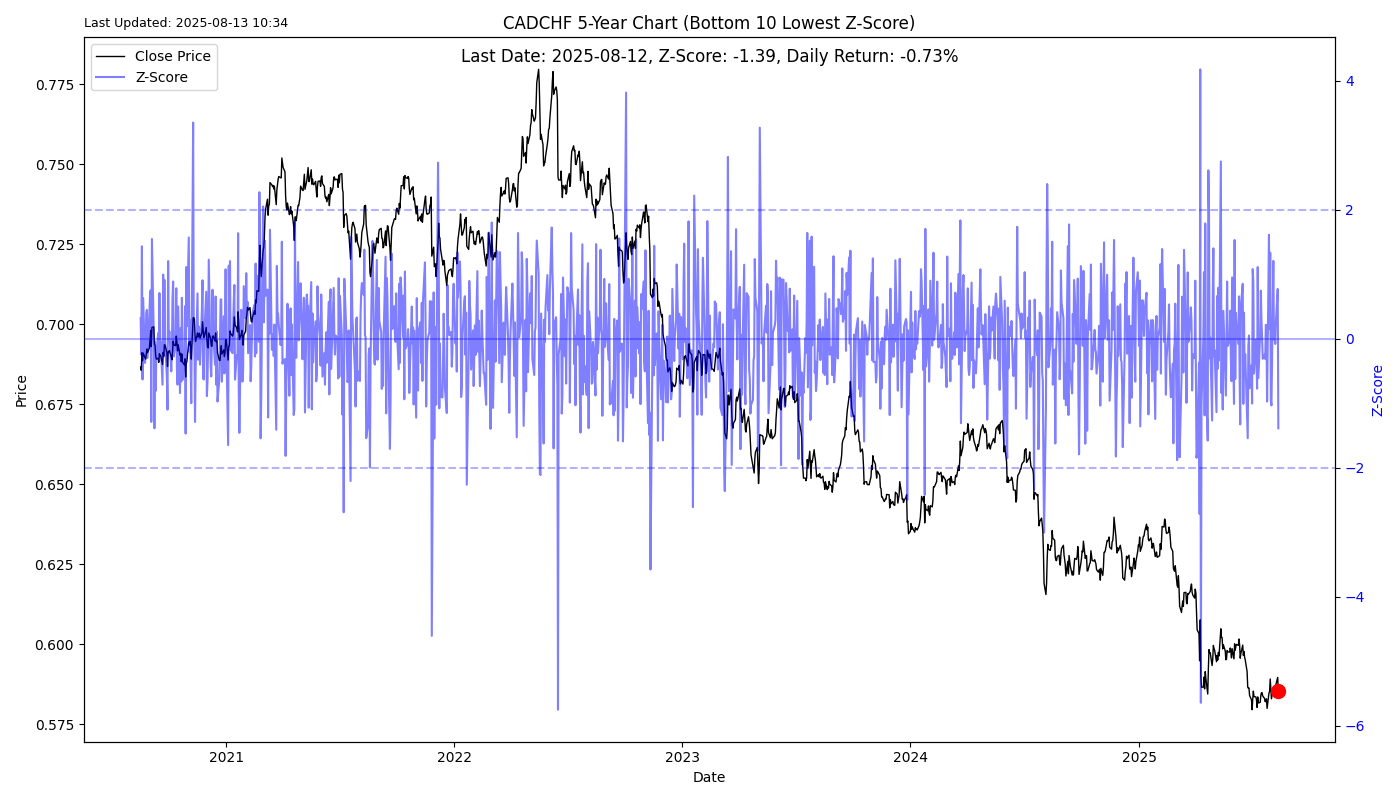 Last Updated: 2025-08-13 10:34
CADCHF 5-Year Chart (Bottom 10 Lowest Z-Score)
Last Date: 2025-08-12, Z-Score: -1.39, Daily Return: -0.73%
Close Price
Z-Score
0.775
0.750
0.725
0.700
0.675
0.650
0.625
0.600
0.575
Price
4
2
0
−2
−4
−6
Z-Score
2021
2022
2023
2024
2025
Date